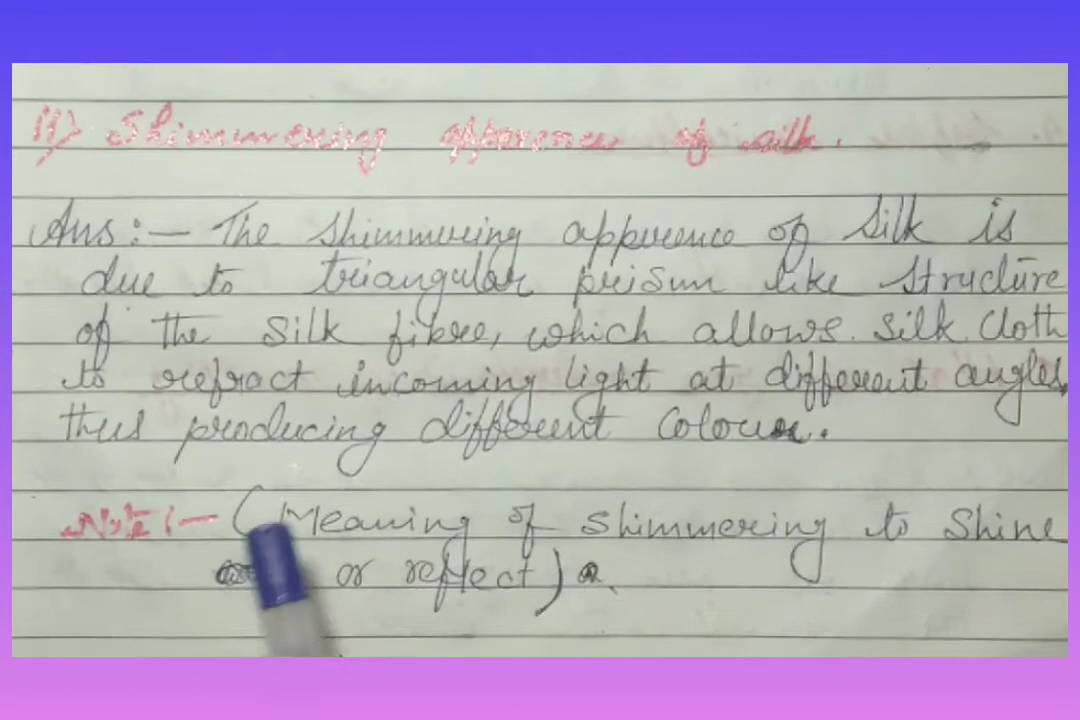 ii) Shimmering apperence of silk.
Ans:- The shimmering apperence of Silk is
due to triangular prism like structure
of the silk fibre, which allows silk cloth
to refract incoming light at different angles,
thus producing different colour.
Note:- (Meaning of shimmering to shine
or reflect)